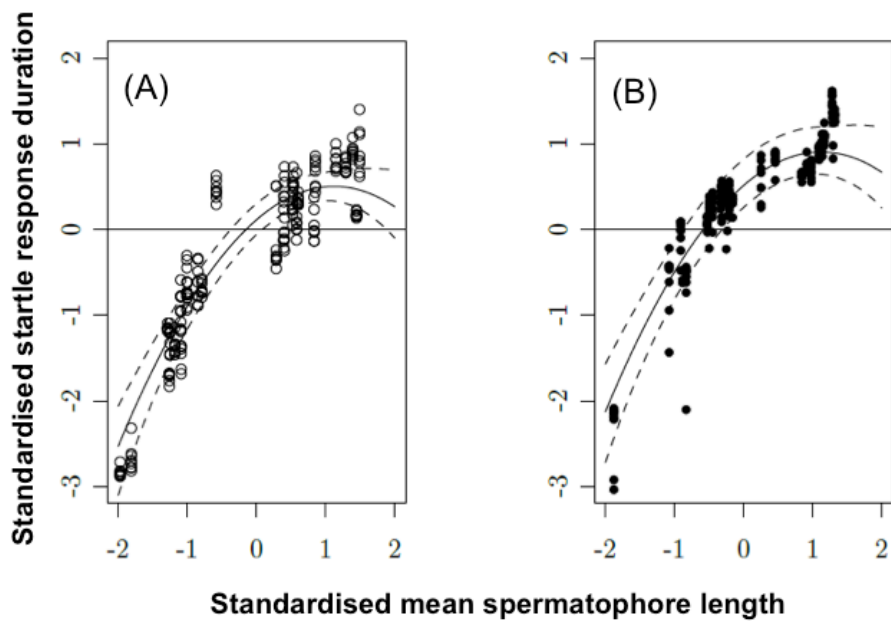 Standardised startle response duration
(A)
2
1
0
-1
-2
-3
-2 -1 0 1 2
(B)
2
1
0
-1
-2
-3
-2 -1 0 1 2
Standardised mean spermatophore length